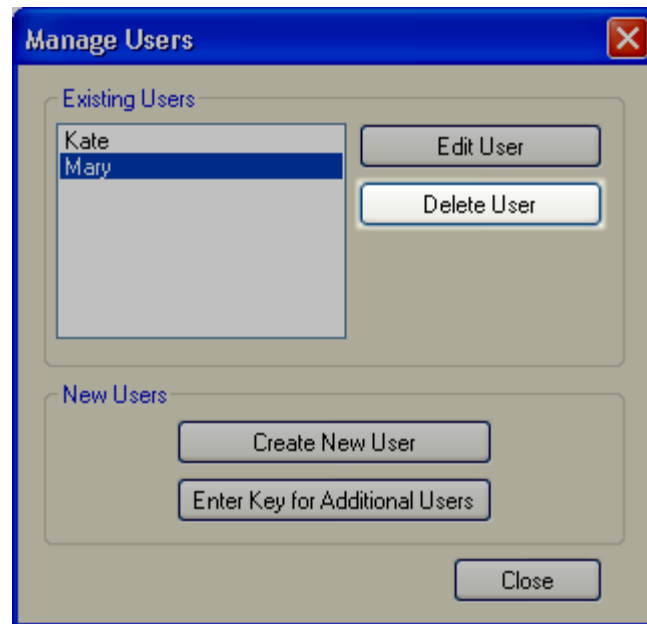 Manage Users
Existing Users
Kate
Mary
Edit User
Delete User
New Users
Create New User
Enter Key for Additional Users
Close